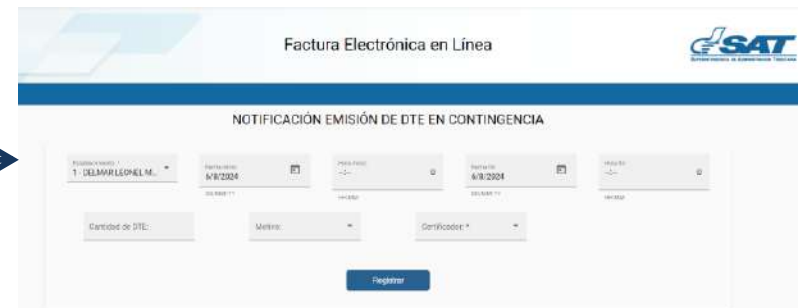 Factura Electrónica en Línea
SAT
NOTIFICACIÓN EMISIÓN DE DTE EN CONTINGENCIA
1 - DELMAR LEONEL M...
6/8/2024
--:--
6/8/2024
--:--
Cantidad de DTE:
Motivo:
Certificador: *
Registrar